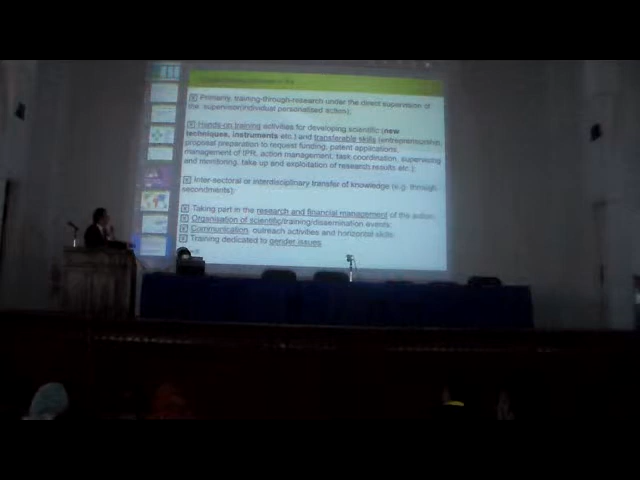 Primarily, training-through-research under the direct supervision of
the supervisor(individual personalized action);
Hands on training activities for developing scientific (new
techniques, instruments etc.) and transferable skills (entrepreneurship,
proposal preparation to request funding, patent applications,
management of IPR, action management, task coordination, supervising
and monitoring, take up and exploitation of research results etc.);
Inter-sectoral or interdisciplinary transfer of knowledge (e.g. through
secondments);
Taking part in the research and financial management of the action;
Organisation of scientific/training/dissemination events;
Communication, outreach activities and horizontal skills;
Training dedicated to gender issues